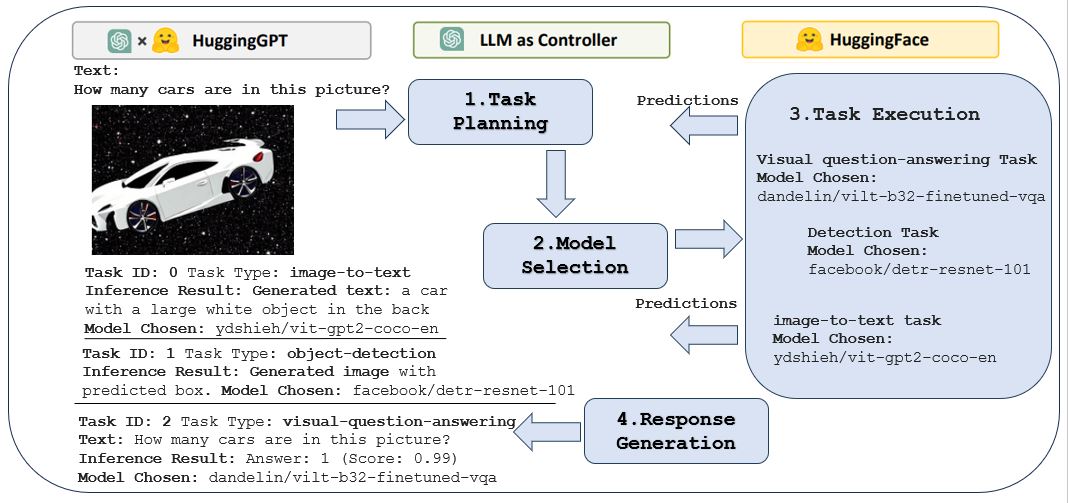 × HuggingGPT
LLM as Controller
HuggingFace
Text:
How many cars are in this picture?
1.Task
Planning
2.Model
Selection
Predictions
Predictions
3.Task Execution
Visual question-answering Task
Model Chosen:
dandelin/vilt-b32-finetuned-vqa
Detection Task
Model Chosen:
facebook/detr-resnet-101
image-to-text task
Model Chosen:
ydshieh/vit-gpt2-coco-en
4.Response
Generation
Task ID: 0 Task Type: image-to-text
Inference Result: Generated text: a car
with a large white object in the back
Model Chosen: ydshieh/vit-gpt2-coco-en
Task ID: 1 Task Type: object-detection
Inference Result: Generated image with
predicted box. Model Chosen: facebook/detr-resnet-101
Task ID: 2 Task Type: visual-question-answering
Text: How many cars are in this picture?
Inference Result: Answer: 1 (Score: 0.99)
Model Chosen: dandelin/vilt-b32-finetuned-vqa